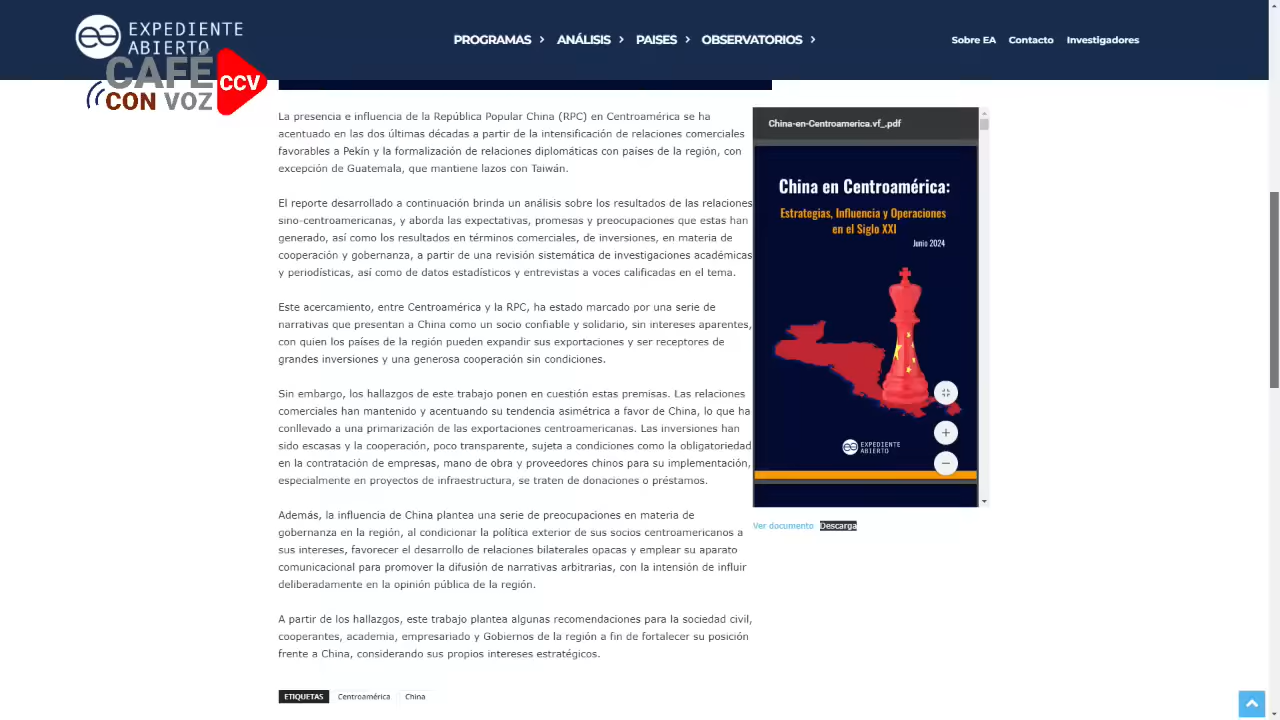 EXPEDIENTE
ABIERTO
PROGRAMAS
ANÁLISIS
PAISES
OBSERVATORIOS
Sobre EA
Contacto
Investigadores
CAFÉ
CON VOZ
CCV
La presencia e influencia de la República Popular China (RPC) en Centroamérica se ha
acentuado en las dos últimas décadas a partir de la intensificación de relaciones comerciales
favorables a Pekín y la formalización de relaciones diplomáticas con países de la región, con
excepción de Guatemala, que mantiene lazos con Taiwán.
El reporte desarrollado a continuación brinda un análisis sobre los resultados de las relaciones
sino-centroamericanas, y aborda las expectativas, promesas y preocupaciones que estas han
generado, así como los resultados en términos comerciales, de inversiones, en materia de
cooperación y gobernanza, a partir de una revisión sistemática de investigaciones académicas
y periodísticas, así como de datos estadísticos y entrevistas a voces calificadas en el tema.
Este acercamiento, entre Centroamérica y la RPC, ha estado marcado por una serie de
narrativas que presentan a China como un socio confiable y solidario, sin intereses aparentes,
con quien los países de la región pueden expandir sus exportaciones y ser receptores de
grandes inversiones y una generosa cooperación sin condiciones.
Sin embargo, los hallazgos de este trabajo ponen en cuestión estas premisas. Las relaciones
comerciales han mantenido y acentuado su tendencia asimétrica a favor de China, lo que ha
conllevado a una primarización de las exportaciones centroamericanas. Las inversiones han
sido escasas y la cooperación, poco transparente, sujeta a condiciones como la obligatoriedad
en la contratación de empresas, mano de obra y proveedores chinos para su implementación,
especialmente en proyectos de infraestructura, se traten de donaciones o préstamos.
Además, la influencia de China plantea una serie de preocupaciones en materia de
gobernanza en la región, al condicionar la política exterior de sus socios centroamericanos a
sus intereses, favorecer el desarrollo de relaciones bilaterales opacas y emplear su aparato
comunicacional para promover la difusión de narrativas arbitrarias, con la intensión de influir
deliberadamente en la opinión pública de la región.
A partir de los hallazgos, este trabajo plantea algunas recomendaciones para la sociedad civil,
cooperantes, academia, empresariado y Gobiernos de la región a fin de fortalecer su posición
frente a China, considerando sus propios intereses estratégicos.
ETIQUETAS
Centroamérica
China
China-en-Centroamerica.vf_.pdf
China en Centroamérica:
Estrategias, Influencia y Operaciones
en el Siglo XXI
Junio 2024
EXPEDIENTE
ABIERTO
Ver documento
Descarga